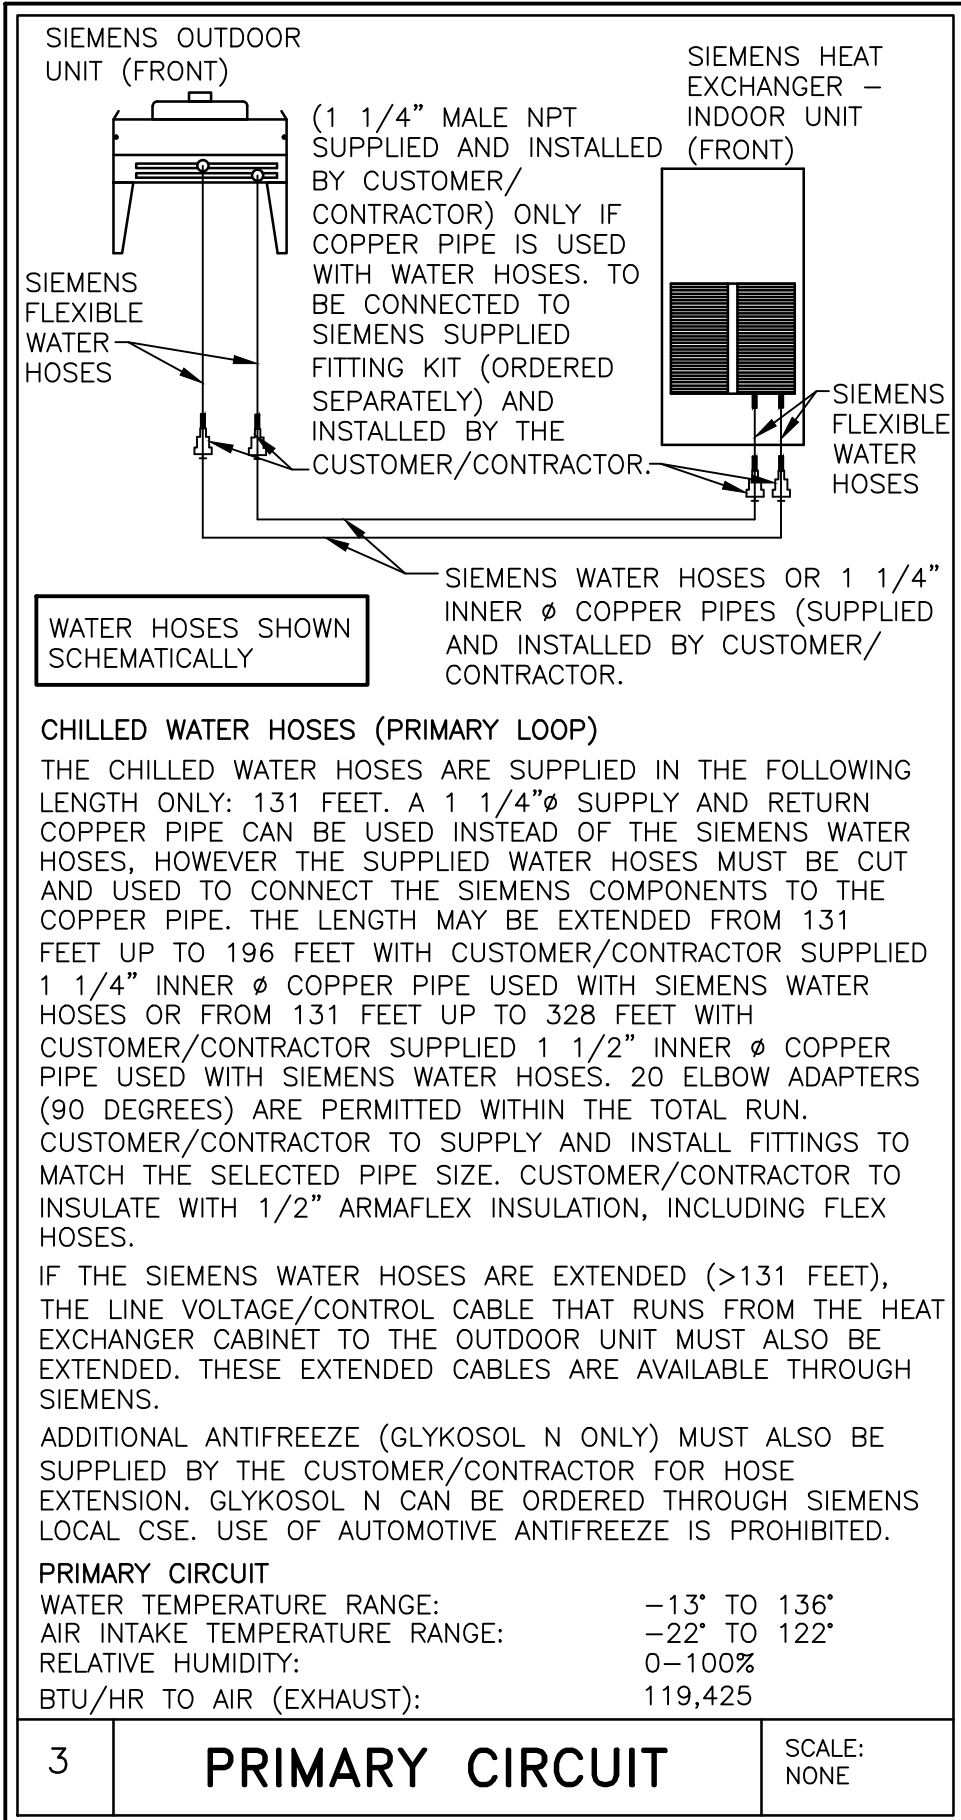 SIEMENS OUTDOOR
UNIT (FRONT)
SIEMENS HEAT
EXCHANGER –
INDOOR UNIT
(FRONT)
(1 1/4" MALE NPT
SUPPLIED AND INSTALLED
BY CUSTOMER/
CONTRACTOR) ONLY IF
COPPER PIPE IS USED
WITH WATER HOSES. TO
BE CONNECTED TO
SIEMENS SUPPLIED
FITTING KIT (ORDERED
SEPARATELY) AND
INSTALLED BY THE
CUSTOMER/CONTRACTOR.
SIEMENS
FLEXIBLE
WATER
HOSES
SIEMENS
FLEXIBLE
WATER
HOSES
SIEMENS WATER HOSES OR 1 1/4"
INNER ø COPPER PIPES (SUPPLIED
AND INSTALLED BY CUSTOMER/
CONTRACTOR.
WATER HOSES SHOWN
SCHEMATICALLY
CHILLED WATER HOSES (PRIMARY LOOP)
THE CHILLED WATER HOSES ARE SUPPLIED IN THE FOLLOWING
LENGTH ONLY: 131 FEET. A 1 1/4"ø SUPPLY AND RETURN
COPPER PIPE CAN BE USED INSTEAD OF THE SIEMENS WATER
HOSES, HOWEVER THE SUPPLIED WATER HOSES MUST BE CUT
AND USED TO CONNECT THE SIEMENS COMPONENTS TO THE
COPPER PIPE. THE LENGTH MAY BE EXTENDED FROM 131
FEET UP TO 196 FEET WITH CUSTOMER/CONTRACTOR SUPPLIED
1 1/4" INNER ø COPPER PIPE USED WITH SIEMENS WATER
HOSES OR FROM 131 FEET UP TO 328 FEET WITH
CUSTOMER/CONTRACTOR SUPPLIED 1 1/2" INNER ø COPPER
PIPE USED WITH SIEMENS WATER HOSES. 20 ELBOW ADAPTERS
(90 DEGREES) ARE PERMITTED WITHIN THE TOTAL RUN.
CUSTOMER/CONTRACTOR TO SUPPLY AND INSTALL FITTINGS TO
MATCH THE SELECTED PIPE SIZE. CUSTOMER/CONTRACTOR TO
INSULATE WITH 1/2" ARMAFLEX INSULATION, INCLUDING FLEX
HOSES.
IF THE SIEMENS WATER HOSES ARE EXTENDED (>131 FEET),
THE LINE VOLTAGE/CONTROL CABLE THAT RUNS FROM THE HEAT
EXCHANGER CABINET TO THE OUTDOOR UNIT MUST ALSO BE
EXTENDED. THESE EXTENDED CABLES ARE AVAILABLE THROUGH
SIEMENS.
ADDITIONAL ANTIFREEZE (GLYKOSOL N ONLY) MUST ALSO BE
SUPPLIED BY THE CUSTOMER/CONTRACTOR FOR HOSE
EXTENSION. GLYKOSOL N CAN BE ORDERED THROUGH SIEMENS
LOCAL CSE. USE OF AUTOMOTIVE ANTIFREEZE IS PROHIBITED.
PRIMARY CIRCUIT
WATER TEMPERATURE RANGE: –13° TO 136°
AIR INTAKE TEMPERATURE RANGE: –22° TO 122°
RELATIVE HUMIDITY: 0–100%
BTU/HR TO AIR (EXHAUST): 119,425
3
PRIMARY CIRCUIT
SCALE:
NONE